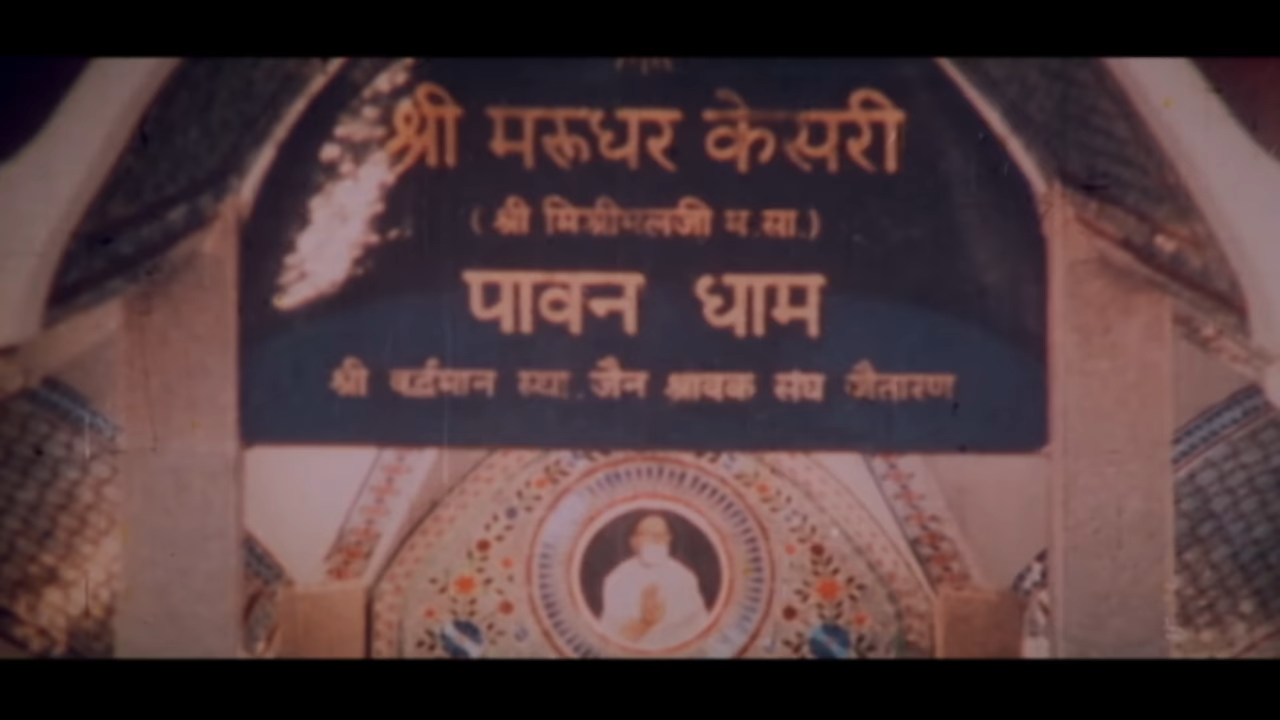 श्री मरूधर केसरी
( श्री मिश्रीमलजी म.सा.)
पावन धाम
श्री वर्द्धमान स्था. जैन श्रावक संघ जैतारण